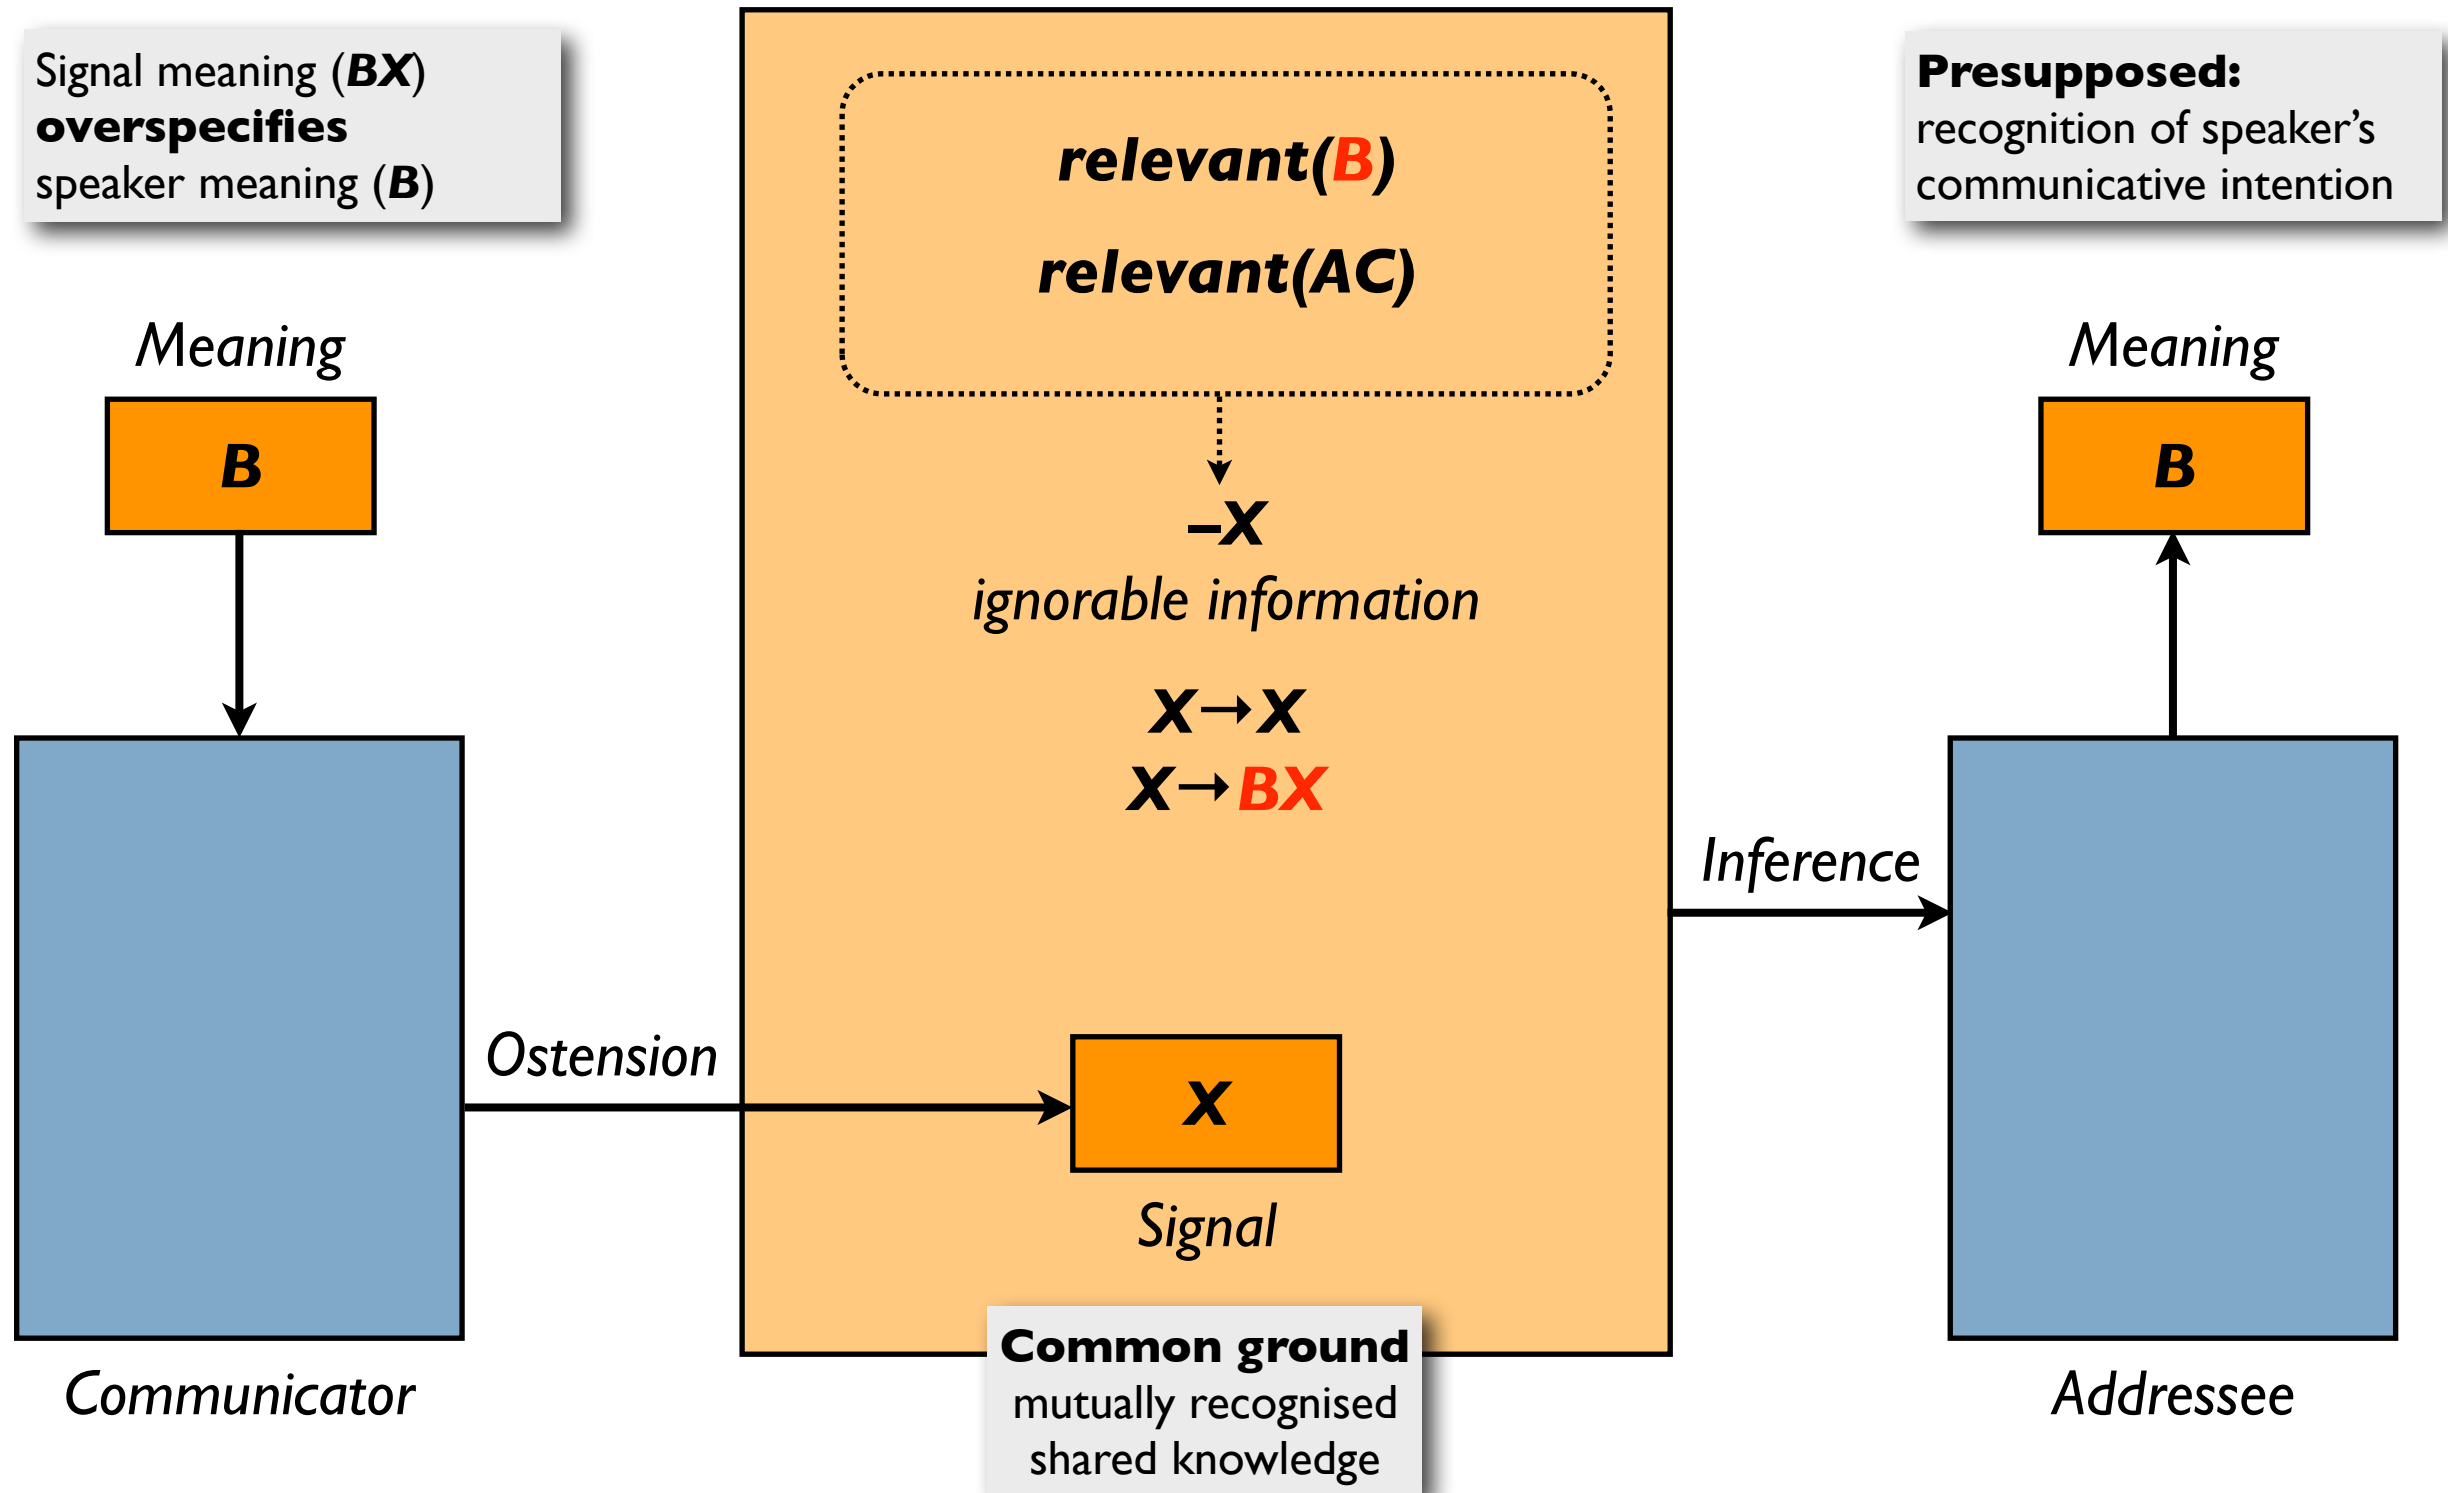 Signal meaning (BX)
overspecifies
speaker meaning (B)
Meaning
B
Communicator
Ostension
relevant(B)
relevant(AC)
–X
ignorable information
X→X
X→BX
X
Signal
Common ground
mutually recognised
shared knowledge
Inference
Presupposed:
recognition of speaker’s
communicative intention
Meaning
B
Addressee